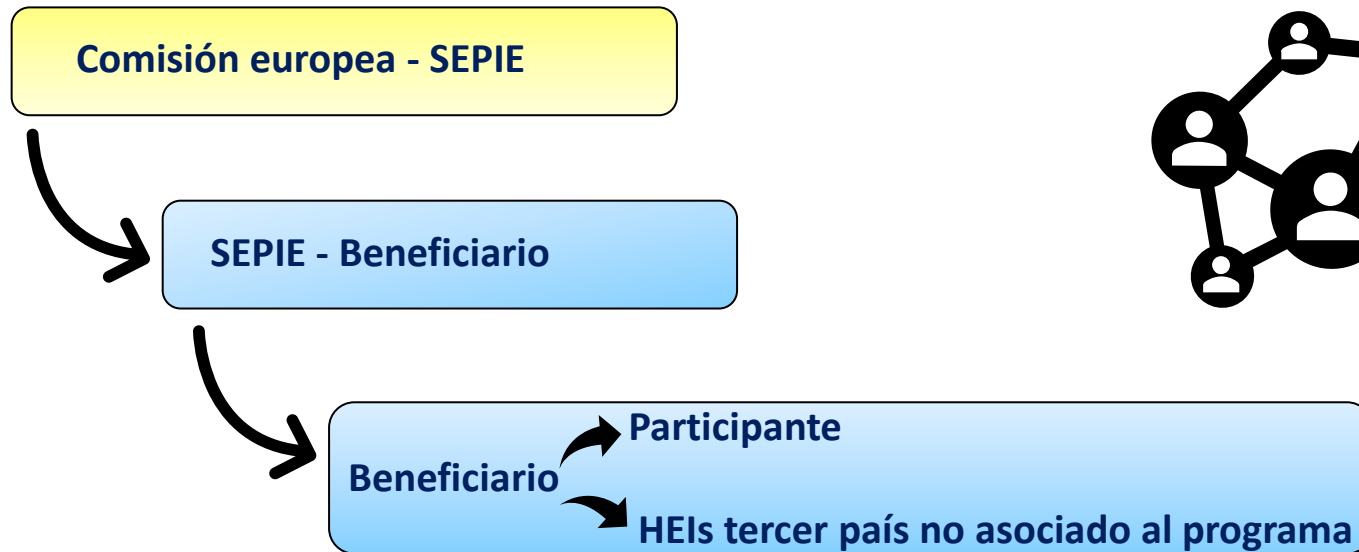 Comisión europea - SEPIE
SEPIE - Beneficiario
Participante
Beneficiario
HEIs tercer país no asociado al programa